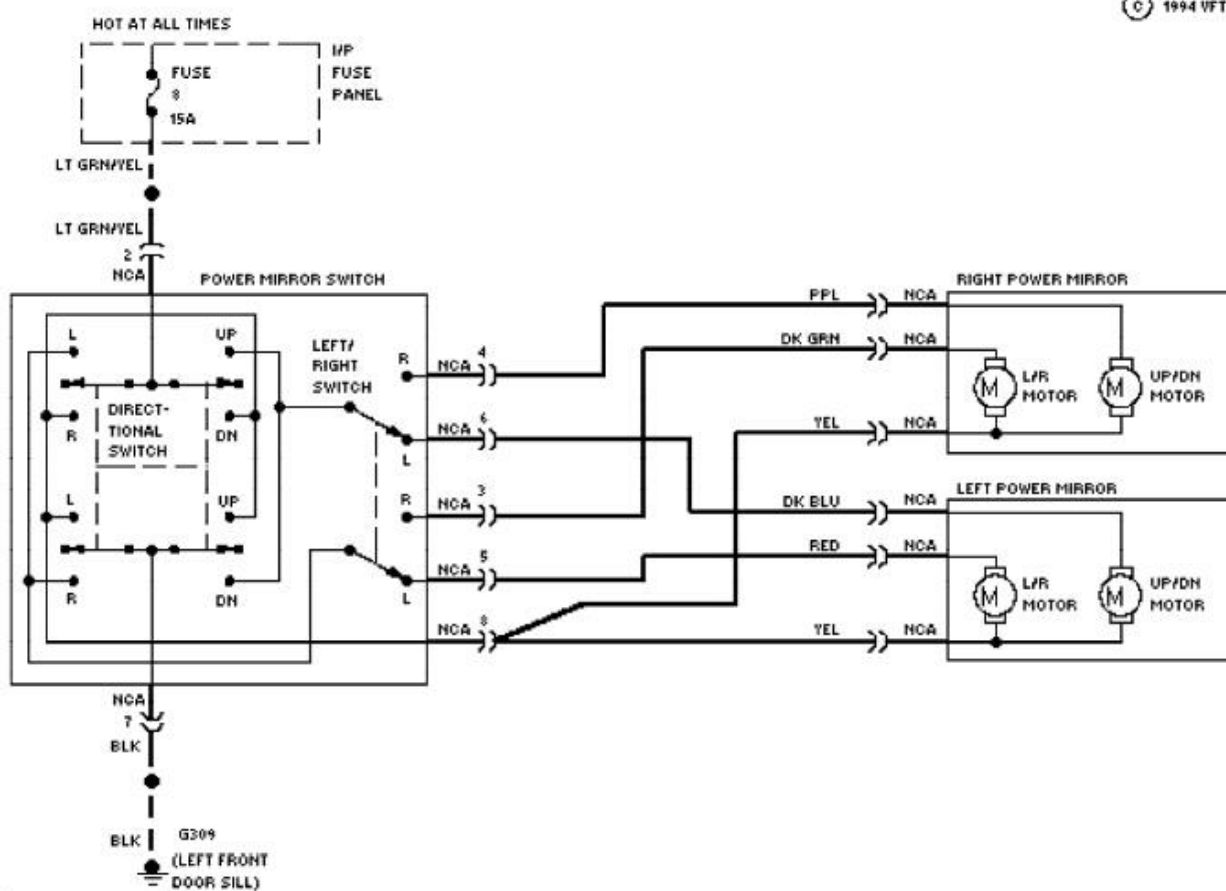 © 1994 VFT
HOT AT ALL TIMES
I/P
FUSE
PANEL
FUSE
8
15A
LT GRN/YEL
LT GRN/YEL
2
NCA
POWER MIRROR SWITCH
L
UP
R
DN
DIRECT-
TIONAL
SWITCH
L
UP
R
DN
LEFT/
RIGHT
SWITCH
R
L
R
L
NCA 4
NCA 6
NCA 3
NCA 5
NCA 8
PPL NCA
DK GRN NCA
YEL NCA
RIGHT POWER MIRROR
M
L/R
MOTOR
M
UP/DN
MOTOR
DK BLU NCA
RED NCA
YEL NCA
LEFT POWER MIRROR
M
L/R
MOTOR
M
UP/DN
MOTOR
NCA
7
BLK
BLK
G309
(LEFT FRONT
DOOR SILL)